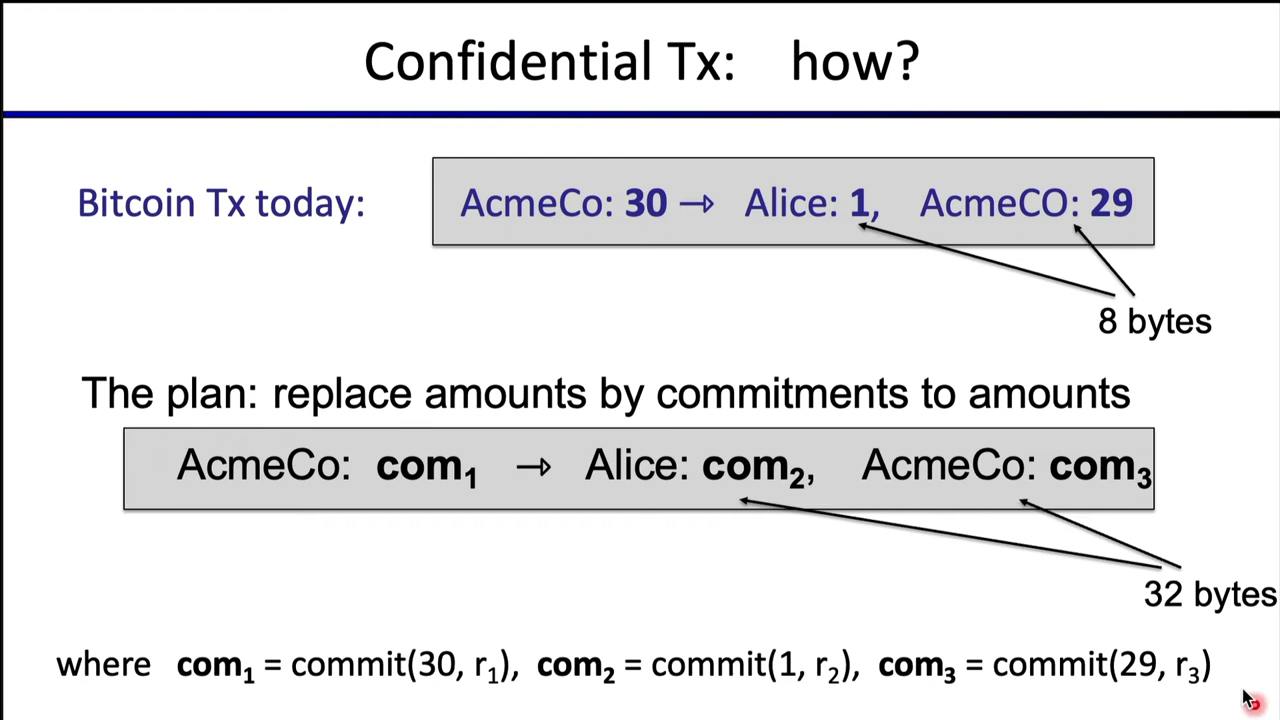 Confidential Tx: how?
Bitcoin Tx today: AcmeCo: 30 → Alice: 1, AcmeCO: 29
8 bytes
The plan: replace amounts by commitments to amounts
AcmeCo: com₁ → Alice: com₂, AcmeCo: com₃
32 bytes
where com₁ = commit(30, r₁), com₂ = commit(1, r₂), com₃ = commit(29, r₃)